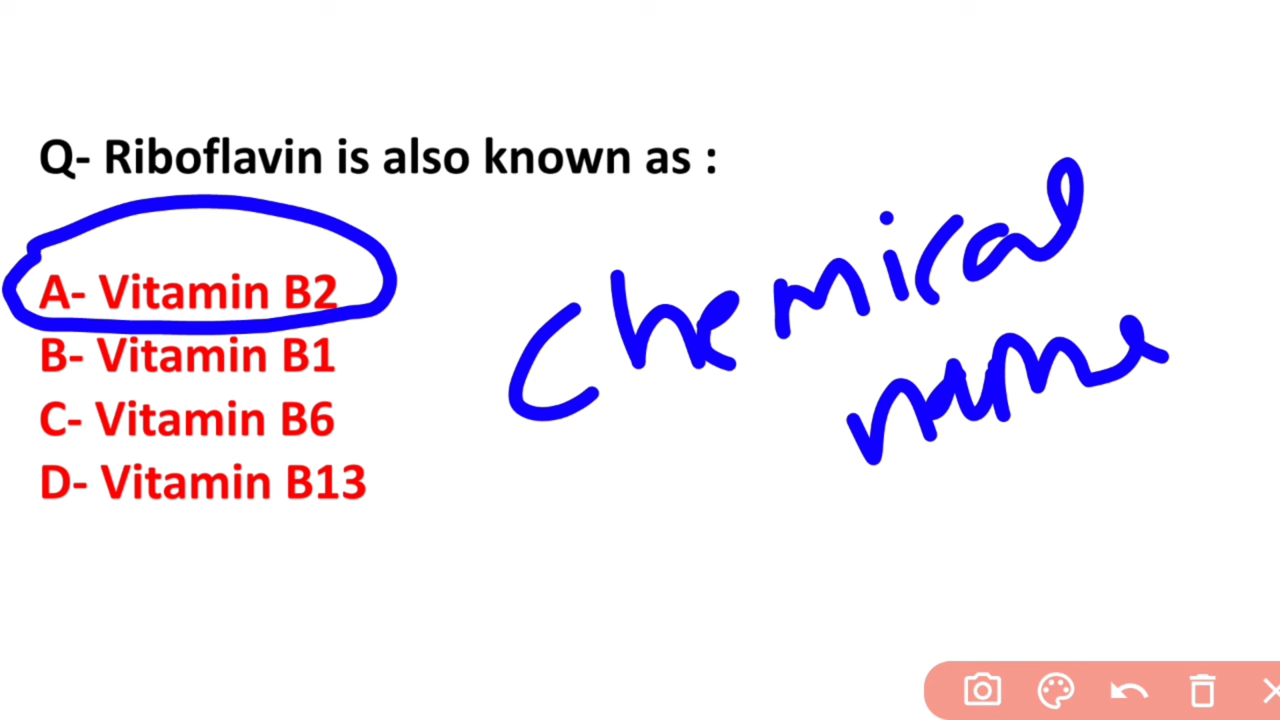 Q- Riboflavin is also known as :
A- Vitamin B2
B- Vitamin B1
C- Vitamin B6
D- Vitamin B13
Chemical
name